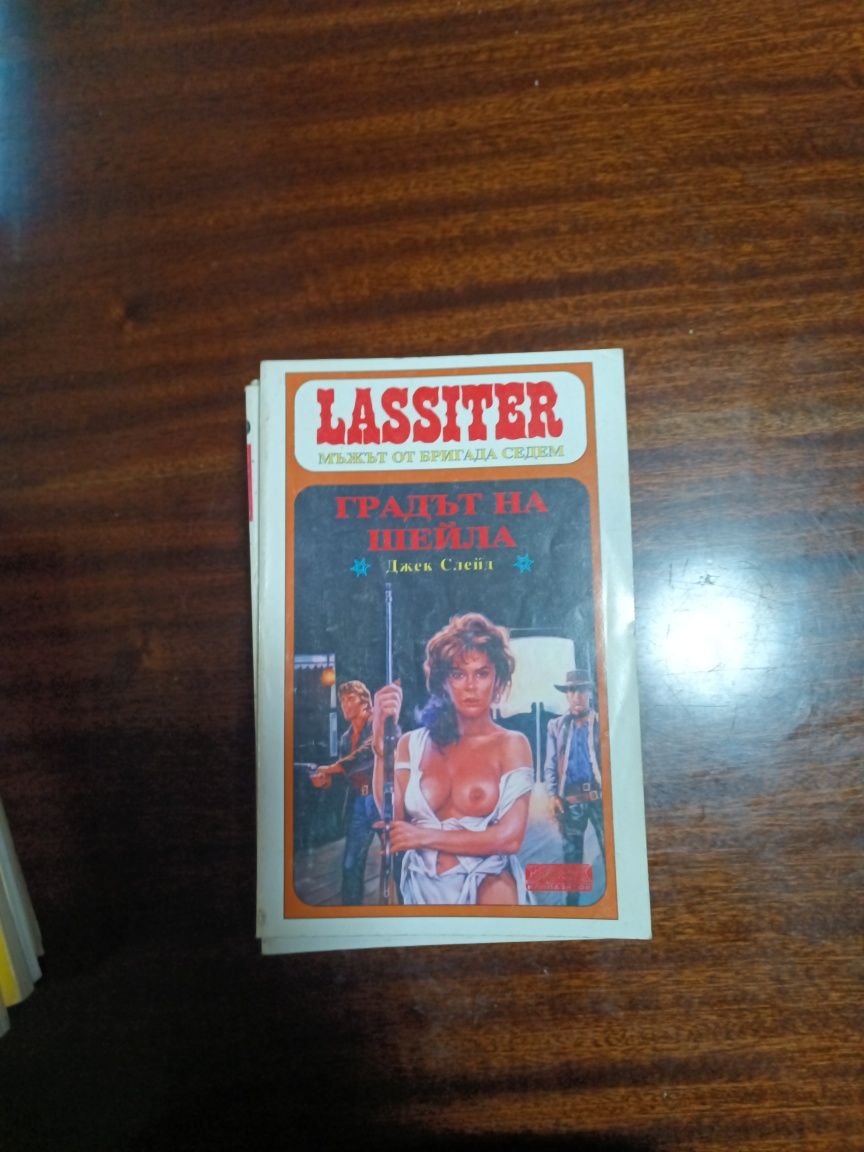 LASSITER
МЪЖЪТ ОТ БРИГАДА СЕДЕМ
ГРАДЪТ НА
ШЕЙЛА
Джек Слейд